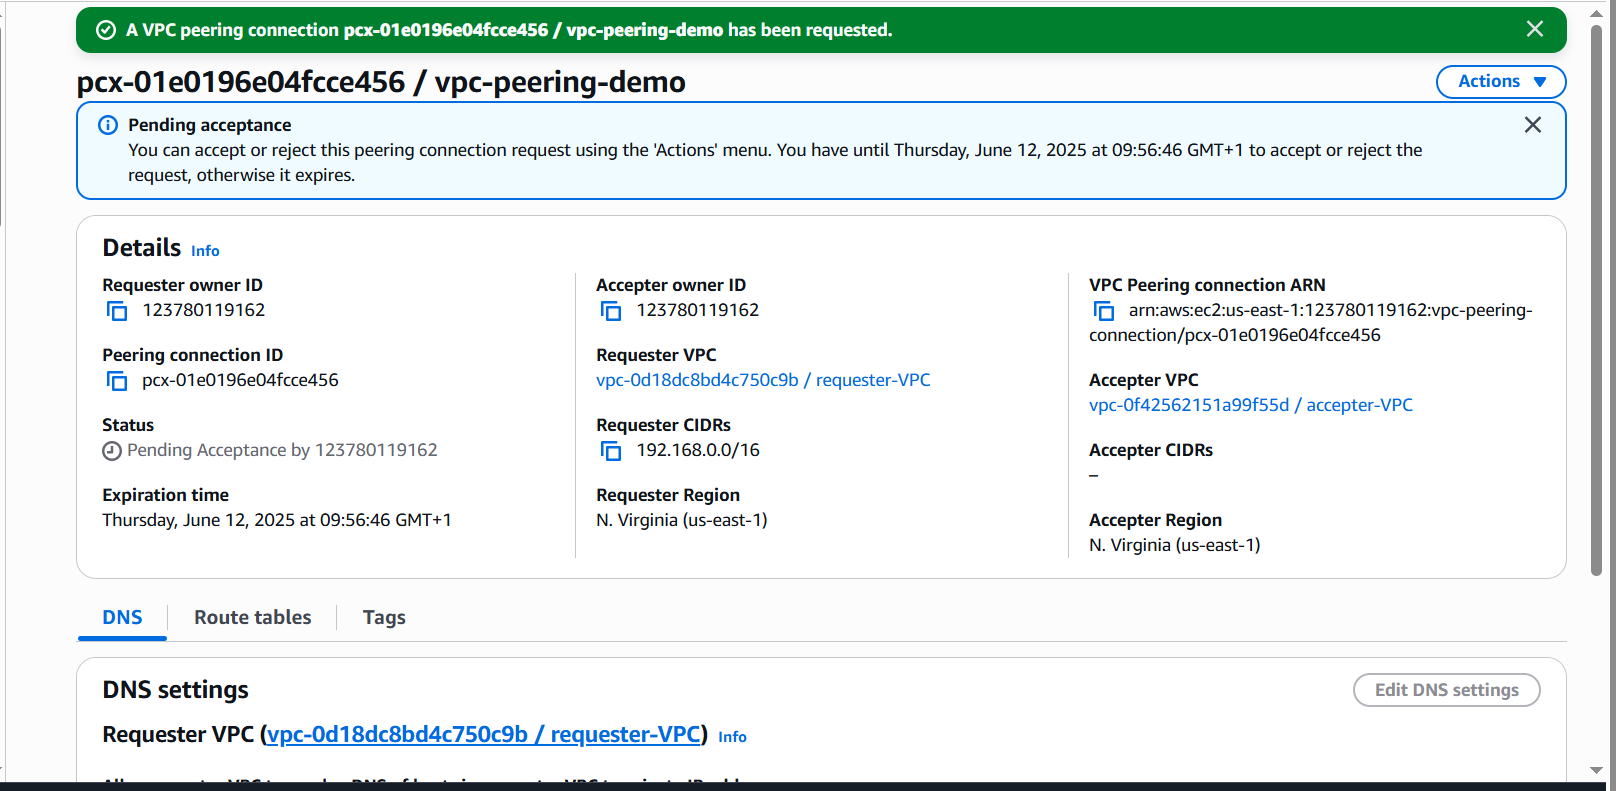 A VPC peering connection pcx-01e0196e04fcce456 / vpc-peering-demo has been requested.
pcx-01e0196e04fcce456 / vpc-peering-demo
Actions
Pending acceptance
You can accept or reject this peering connection request using the 'Actions' menu. You have until Thursday, June 12, 2025 at 09:56:46 GMT+1 to accept or reject the
request, otherwise it expires.
Details Info
Requester owner ID
123780119162
Peering connection ID
pcx-01e0196e04fcce456
Status
Pending Acceptance by 123780119162
Expiration time
Thursday, June 12, 2025 at 09:56:46 GMT+1
Accepter owner ID
123780119162
Requester VPC
vpc-0d18dc8bd4c750c9b / requester-VPC
Requester CIDRs
192.168.0.0/16
Requester Region
N. Virginia (us-east-1)
VPC Peering connection ARN
arn:aws:ec2:us-east-1:123780119162:vpc-peering-
connection/pcx-01e0196e04fcce456
Accepter VPC
vpc-0f42562151a99f55d / accepter-VPC
Accepter CIDRs
–
Accepter Region
N. Virginia (us-east-1)
DNS
Route tables
Tags
DNS settings
Edit DNS settings
Requester VPC (vpc-0d18dc8bd4c750c9b / requester-VPC) Info